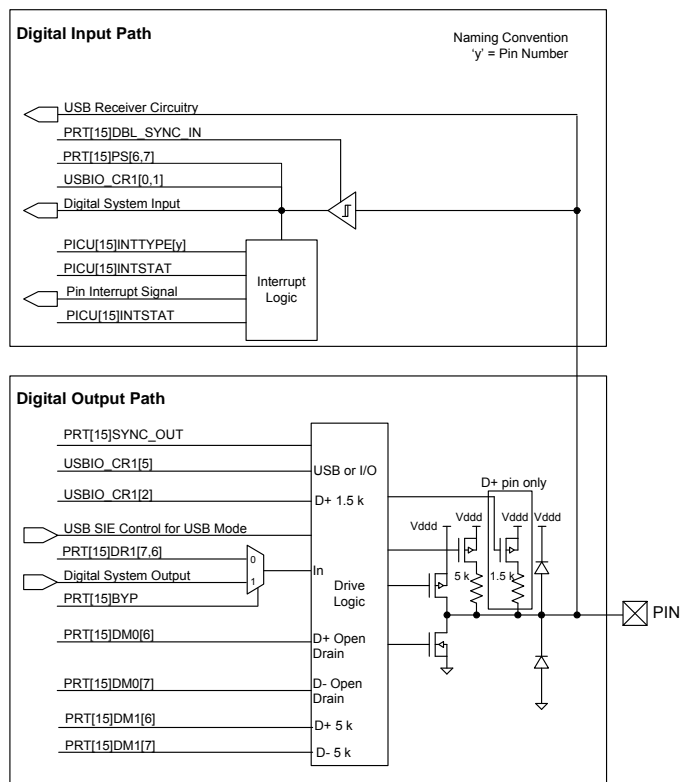 Digital Input Path
Naming Convention
'y' = Pin Number
USB Receiver Circuitry
PRT[15]DBL_SYNC_IN
PRT[15]PS[6,7]
USBIO_CR1[0,1]
Digital System Input
PICU[15]INTTYPE[y]
PICU[15]INTSTAT
Pin Interrupt Signal
PICU[15]INTSTAT
Interrupt
Logic
Digital Output Path
PRT[15]SYNC_OUT
USBIO_CR1[5]
USB or I/O
USBIO_CR1[2]
D+ 1.5 k
D+ pin only
USB SIE Control for USB Mode
Vddd
Vddd
Vddd
Vddd
PRT[15]DR1[7,6]
0
Digital System Output
1
In
PRT[15]BYP
Drive
Logic
5 k
1.5 k
PIN
PRT[15]DM0[6]
D+ Open
Drain
PRT[15]DM0[7]
D- Open
Drain
PRT[15]DM1[6]
D+ 5 k
PRT[15]DM1[7]
D- 5 k